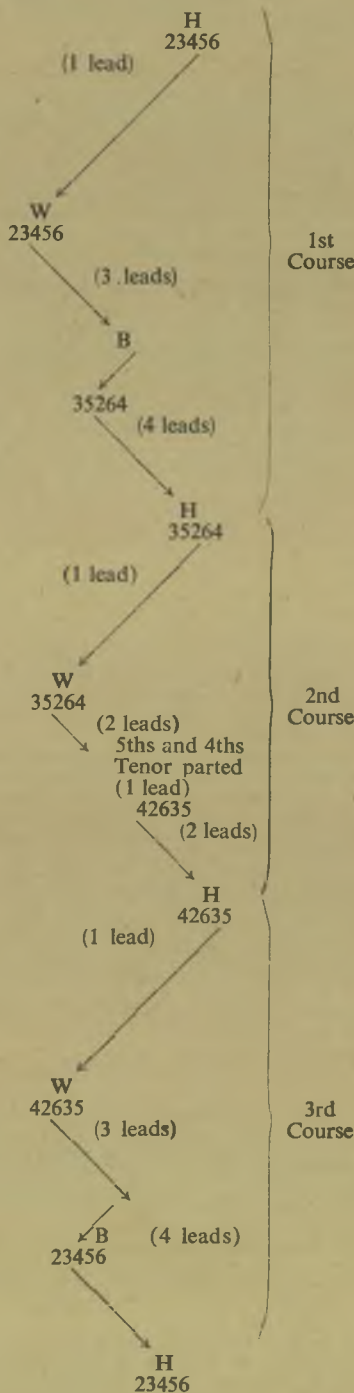 H
23456
(1 lead)
W
23456
1st
Course
(3 leads)
B
35264
(4 leads)
H
35264
(1 lead)
W
35264
2nd
Course
(2 leads)
5ths and 4ths
Tenor parted
(1 lead)
42635
(2 leads)
H
42635
(1 lead)
W
42635
3rd
Course
(3 leads)
B (4 leads)
23456
H
23456